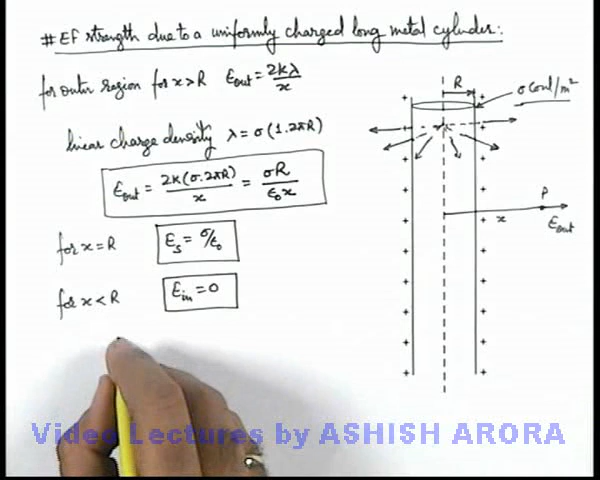 # EF strength due to a uniformly charged long metal cylinder:
for outer region for x > R E_out = 2Kλ/x
linear charge density λ = σ(1.2πR)
E_out = 2K(σ.2πR)/x = σR/ε₀x
for x = R E_s = σ/ε₀
for x < R E_in = 0
R
σ coul/m²
P
x
E_out
Video Lectures by ASHISH ARORA